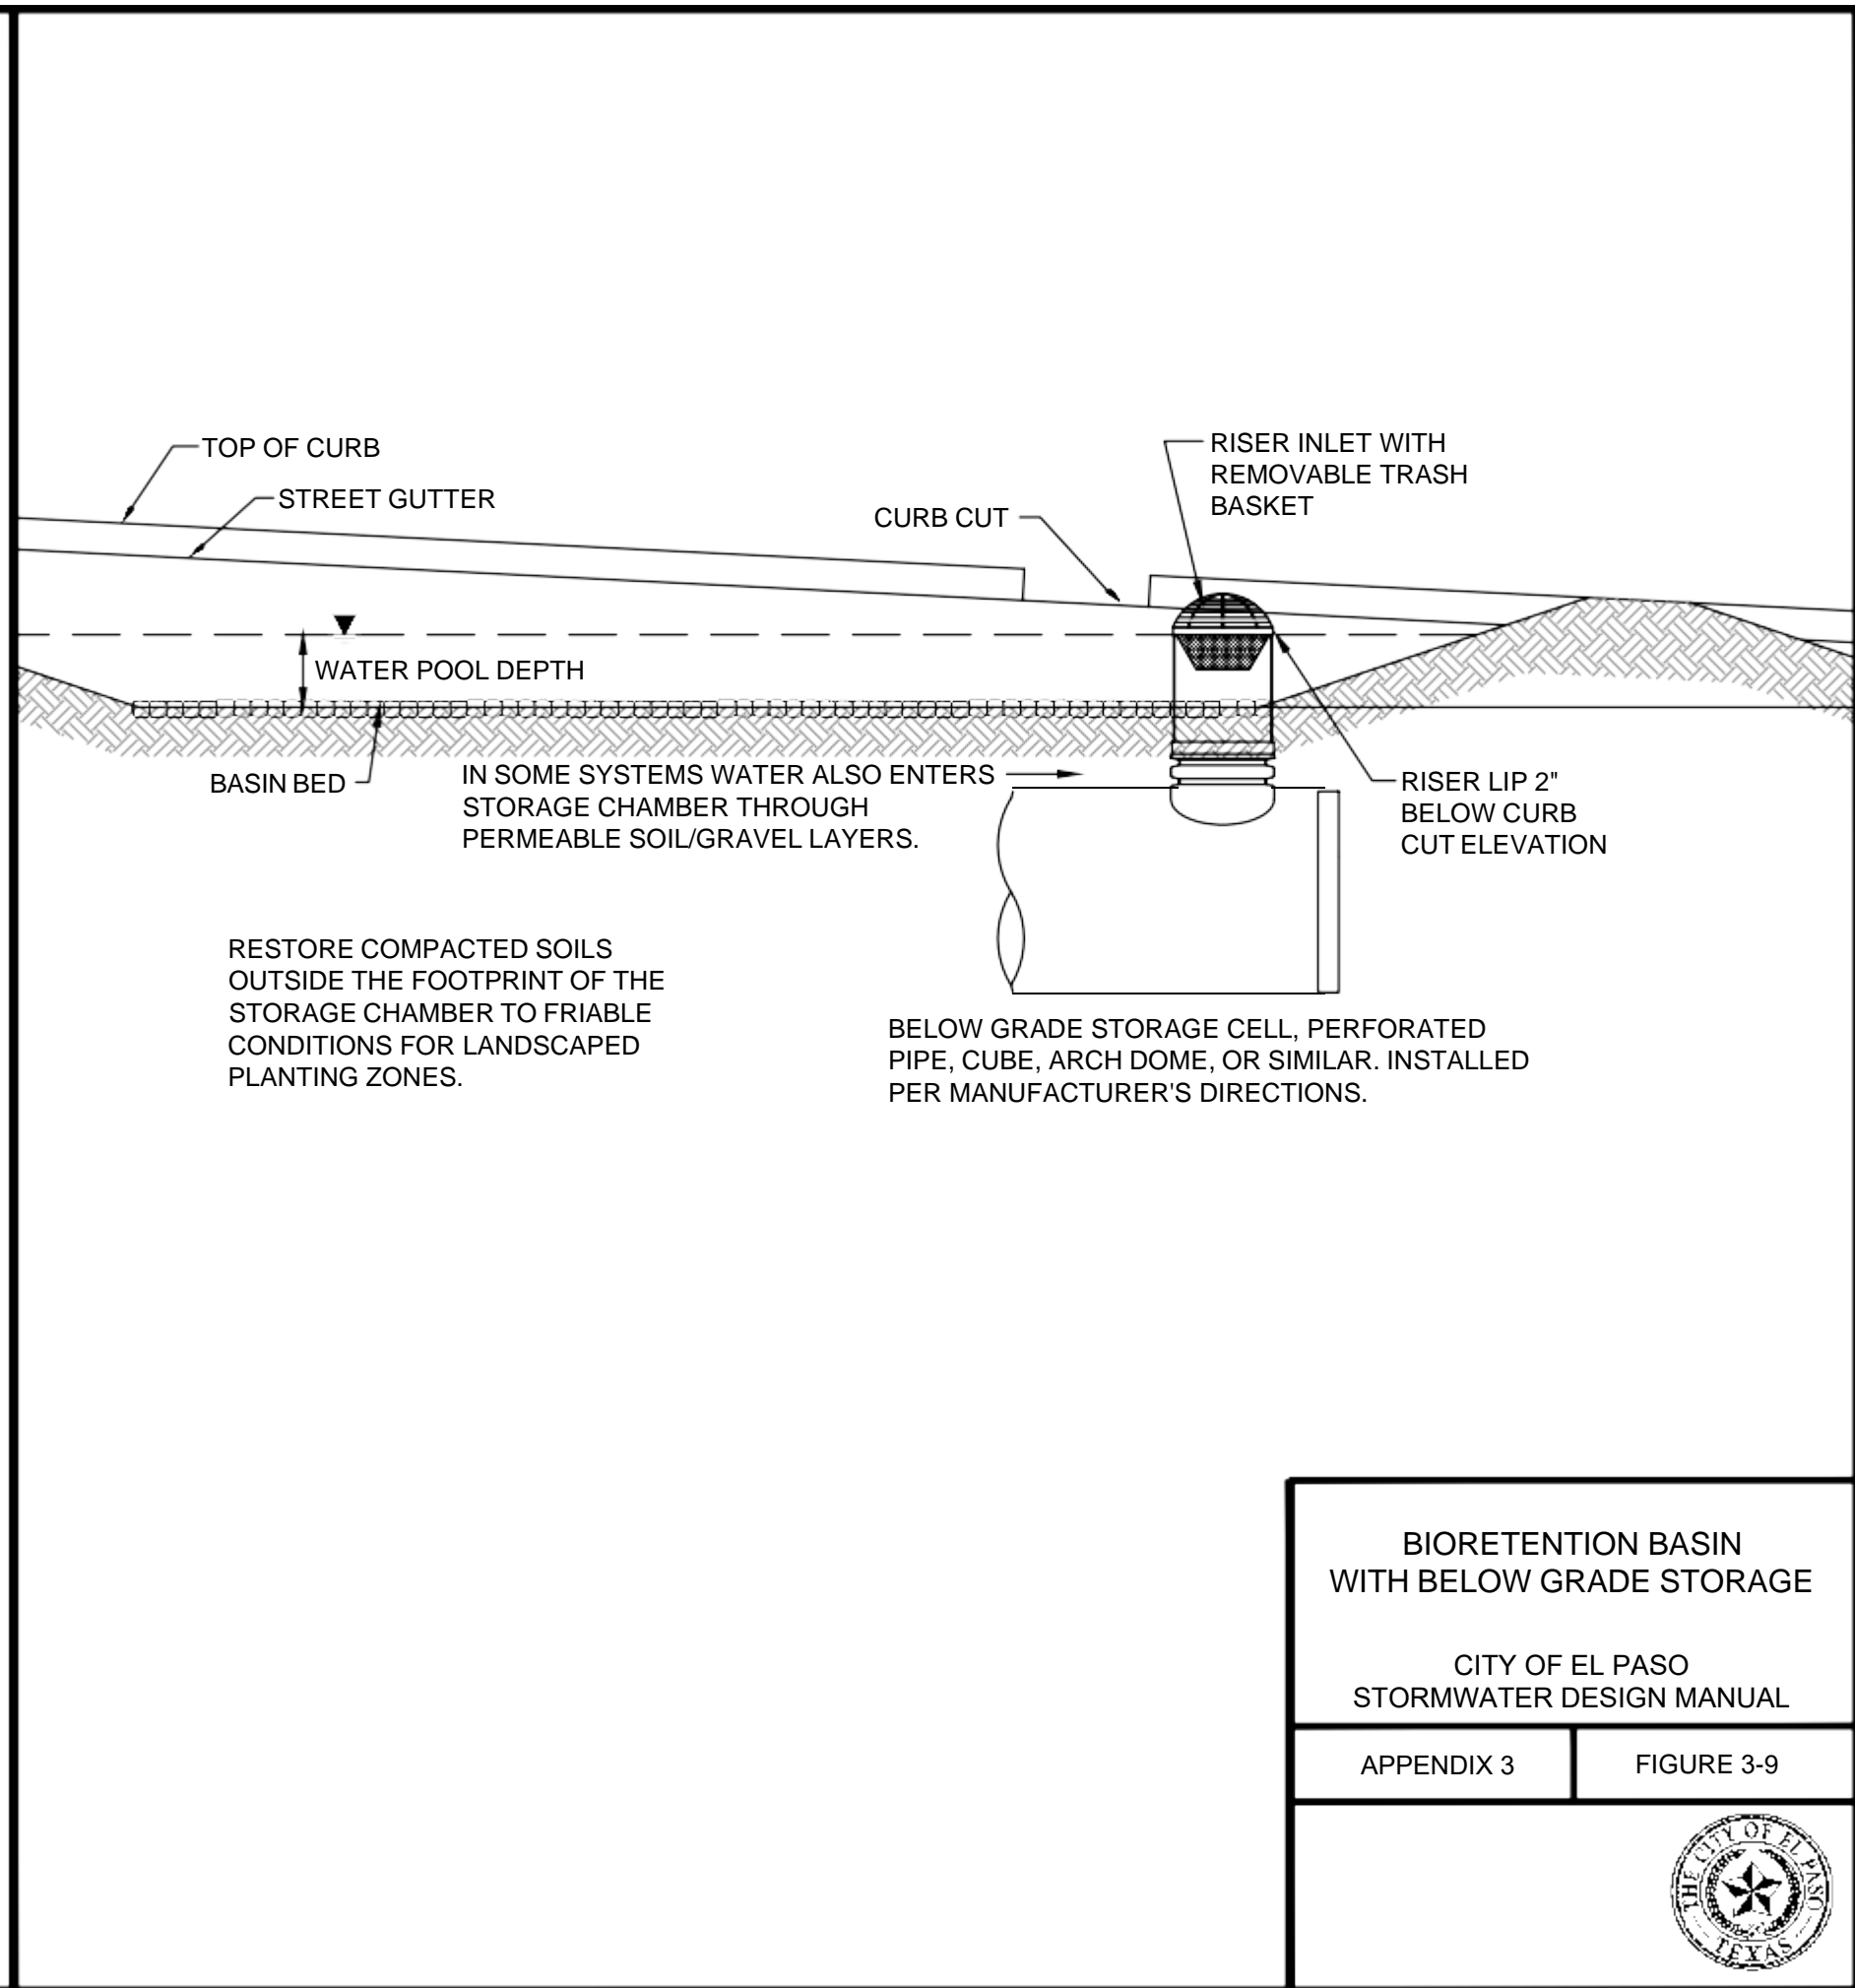 TOP OF CURB
STREET GUTTER
CURB CUT
RISER INLET WITH
REMOVABLE TRASH
BASKET
WATER POOL DEPTH
BASIN BED
IN SOME SYSTEMS WATER ALSO ENTERS
STORAGE CHAMBER THROUGH
PERMEABLE SOIL/GRAVEL LAYERS.
RISER LIP 2"
BELOW CURB
CUT ELEVATION
RESTORE COMPACTED SOILS
OUTSIDE THE FOOTPRINT OF THE
STORAGE CHAMBER TO FRIABLE
CONDITIONS FOR LANDSCAPED
PLANTING ZONES.
BELOW GRADE STORAGE CELL, PERFORATED
PIPE, CUBE, ARCH DOME, OR SIMILAR. INSTALLED
PER MANUFACTURER'S DIRECTIONS.
BIORETENTION BASIN
WITH BELOW GRADE STORAGE
CITY OF EL PASO
STORMWATER DESIGN MANUAL
APPENDIX 3
FIGURE 3-9
THE CITY OF EL PASO
TEXAS